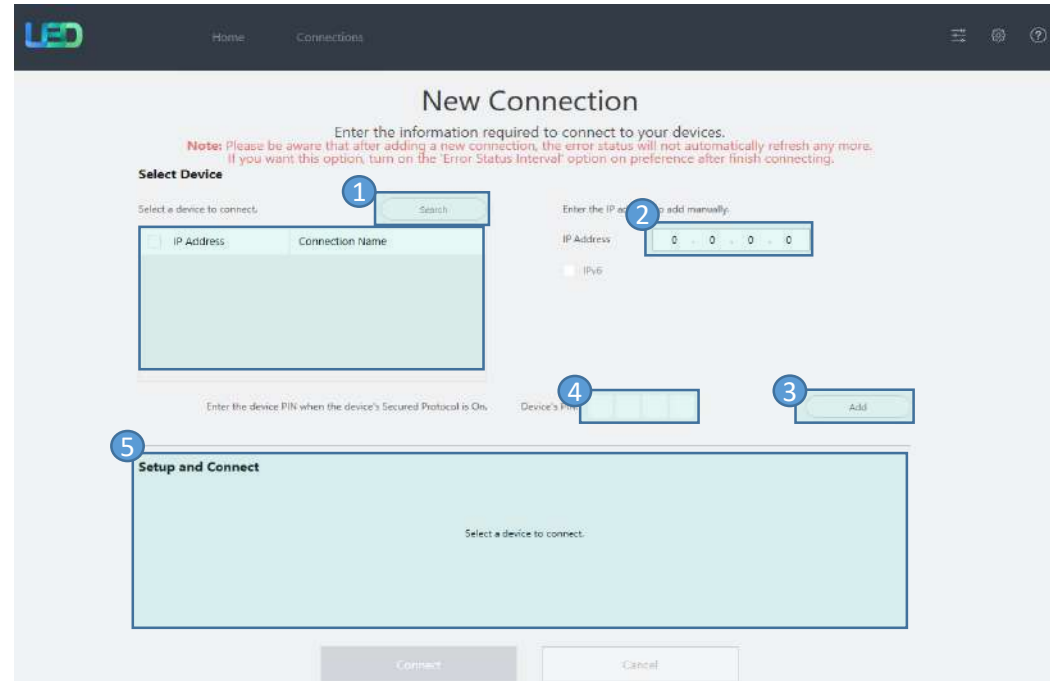 LED
Home Connections
New Connection
Enter the information required to connect to your devices.
Note: Please be aware that after adding a new connection, the error status will not automatically refresh any more.
If you want this option, turn on the 'Error Status Interval' option on preference after finish connecting.
Select Device
1
2
Select a device to connect. Search Enter the IP to add manually.
IP Address Connection Name IP Address 0 . 0 . 0 . 0
IPv6
4
3
Enter the device PIN when the device's Secured Protocol is On. Device's Add
5
Setup and Connect
Select a device to connect.
Connect Cancel